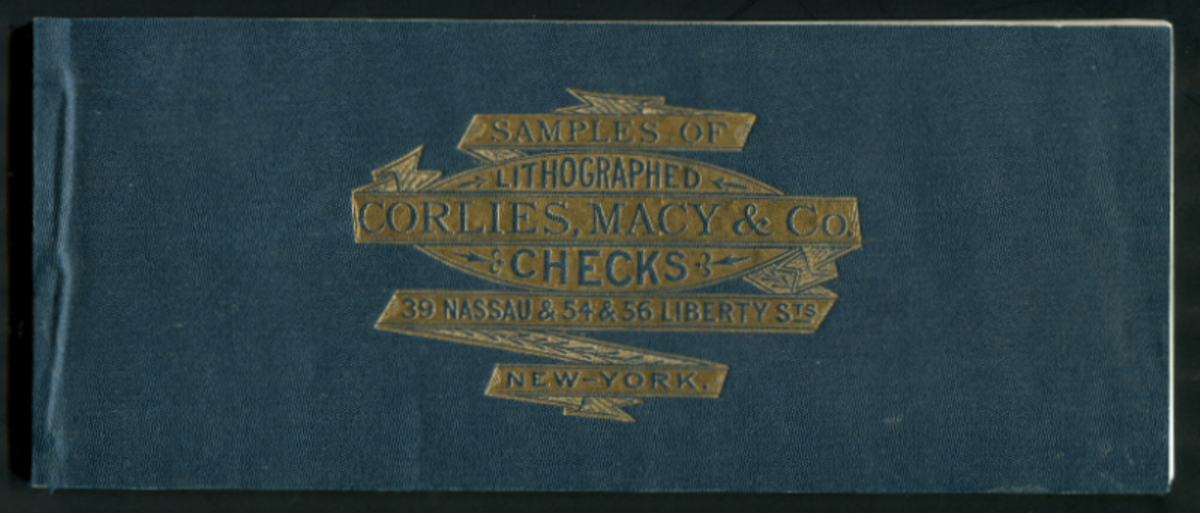 SAMPLES OF
LITHOGRAPHED
CORLIES, MACY & CO.
CHECKS
39 NASSAU & 54 & 56 LIBERTY STS
NEW-YORK.